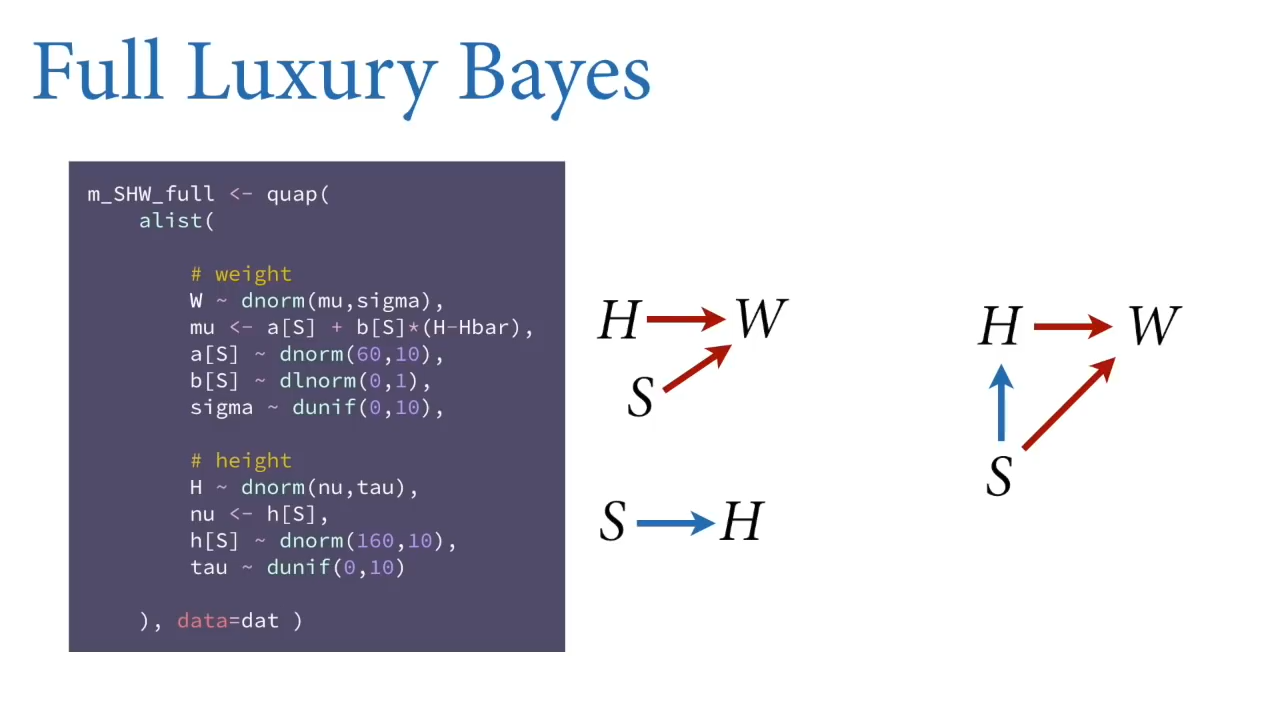 Full Luxury Bayes
m_SHW_full <- quap(
alist(
# weight
W ~ dnorm(mu,sigma),
mu <- a[S] + b[S]*(H-Hbar),
a[S] ~ dnorm(60,10),
b[S] ~ dlnorm(0,1),
sigma ~ dunif(0,10),
# height
H ~ dnorm(nu,tau),
nu <- h[S],
h[S] ~ dnorm(160,10),
tau ~ dunif(0,10)
), data=dat )
H W
S
S H
H W
S